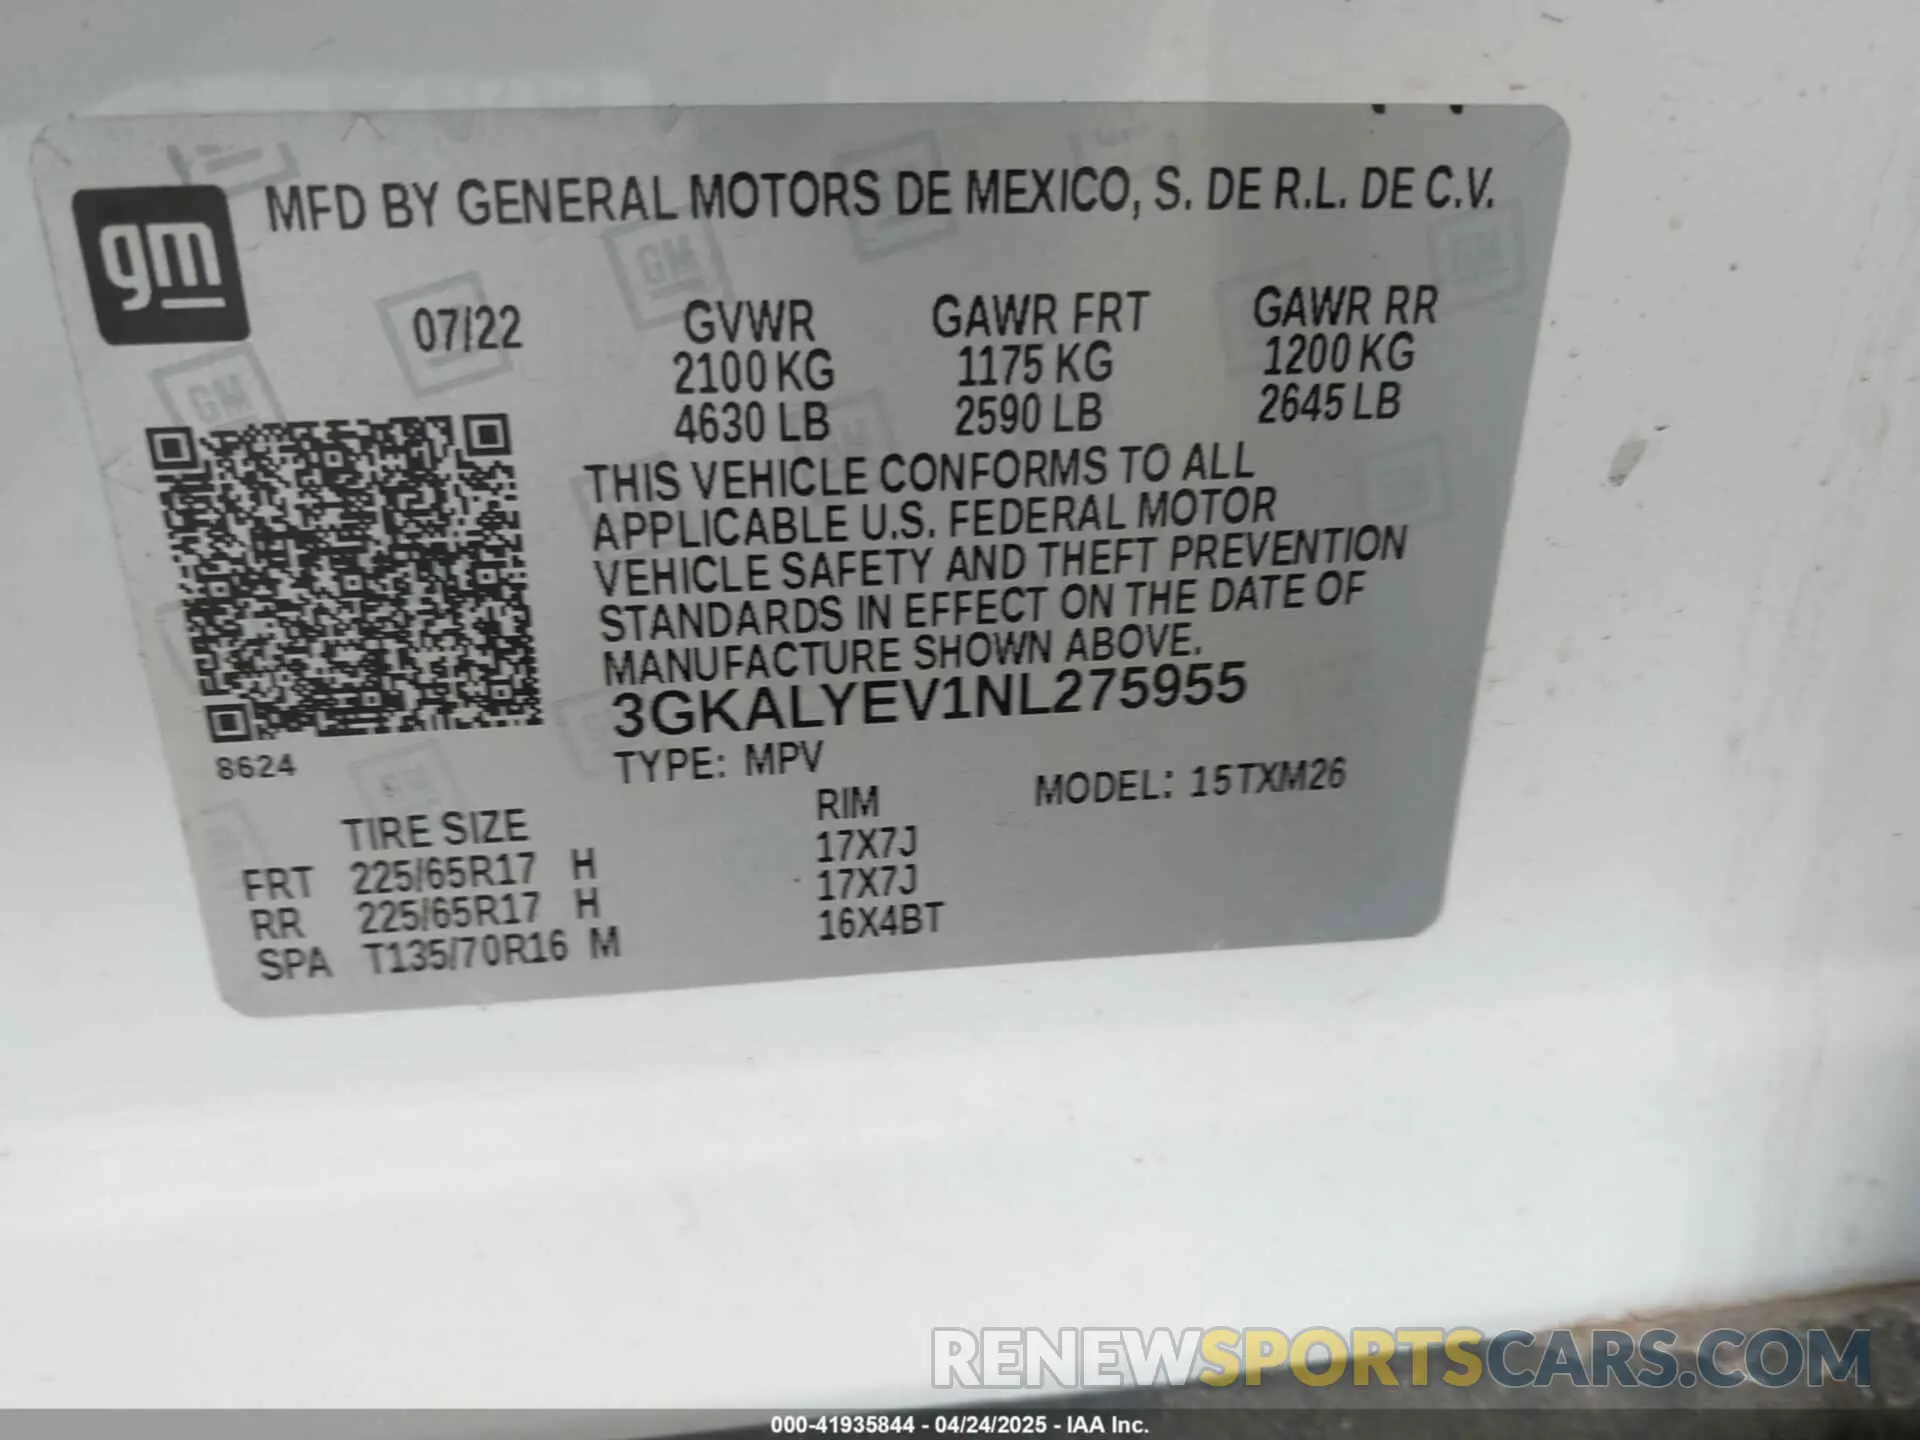 gm
MFD BY GENERAL MOTORS DE MEXICO, S. DE R.L. DE C.V.
07/22 GVWR GAWR FRT GAWR RR
2100 KG 1175 KG 1200 KG
4630 LB 2590 LB 2645 LB
THIS VEHICLE CONFORMS TO ALL
APPLICABLE U.S. FEDERAL MOTOR
VEHICLE SAFETY AND THEFT PREVENTION
STANDARDS IN EFFECT ON THE DATE OF
MANUFACTURE SHOWN ABOVE.
3GKALYEV1NL275955
8624 TYPE: MPV MODEL: 15TXM26
TIRE SIZE RIM
FRT 225/65R17 H 17X7J
RR 225/65R17 H 17X7J
SPA T135/70R16 M 16X4BT
RENEWSPORTSCARS.COM
000-41935844 - 04/24/2025 - IAA Inc.